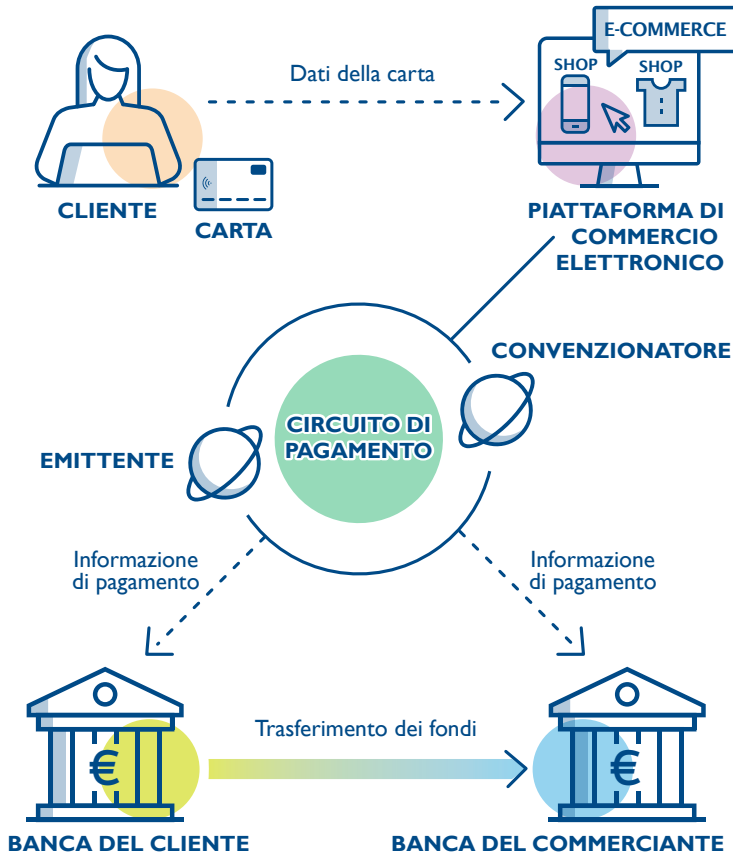 E-COMMERCE
SHOP
SHOP
Dati della carta
CLIENTE
CARTA
PIATTAFORMA DI
COMMERCIO
ELETTRONICO
CONVENZIONATORE
CIRCUITO DI
PAGAMENTO
EMITTENTE
Informazione
di pagamento
Informazione
di pagamento
Trasferimento dei fondi
€
€
BANCA DEL CLIENTE
BANCA DEL COMMERCIANTE